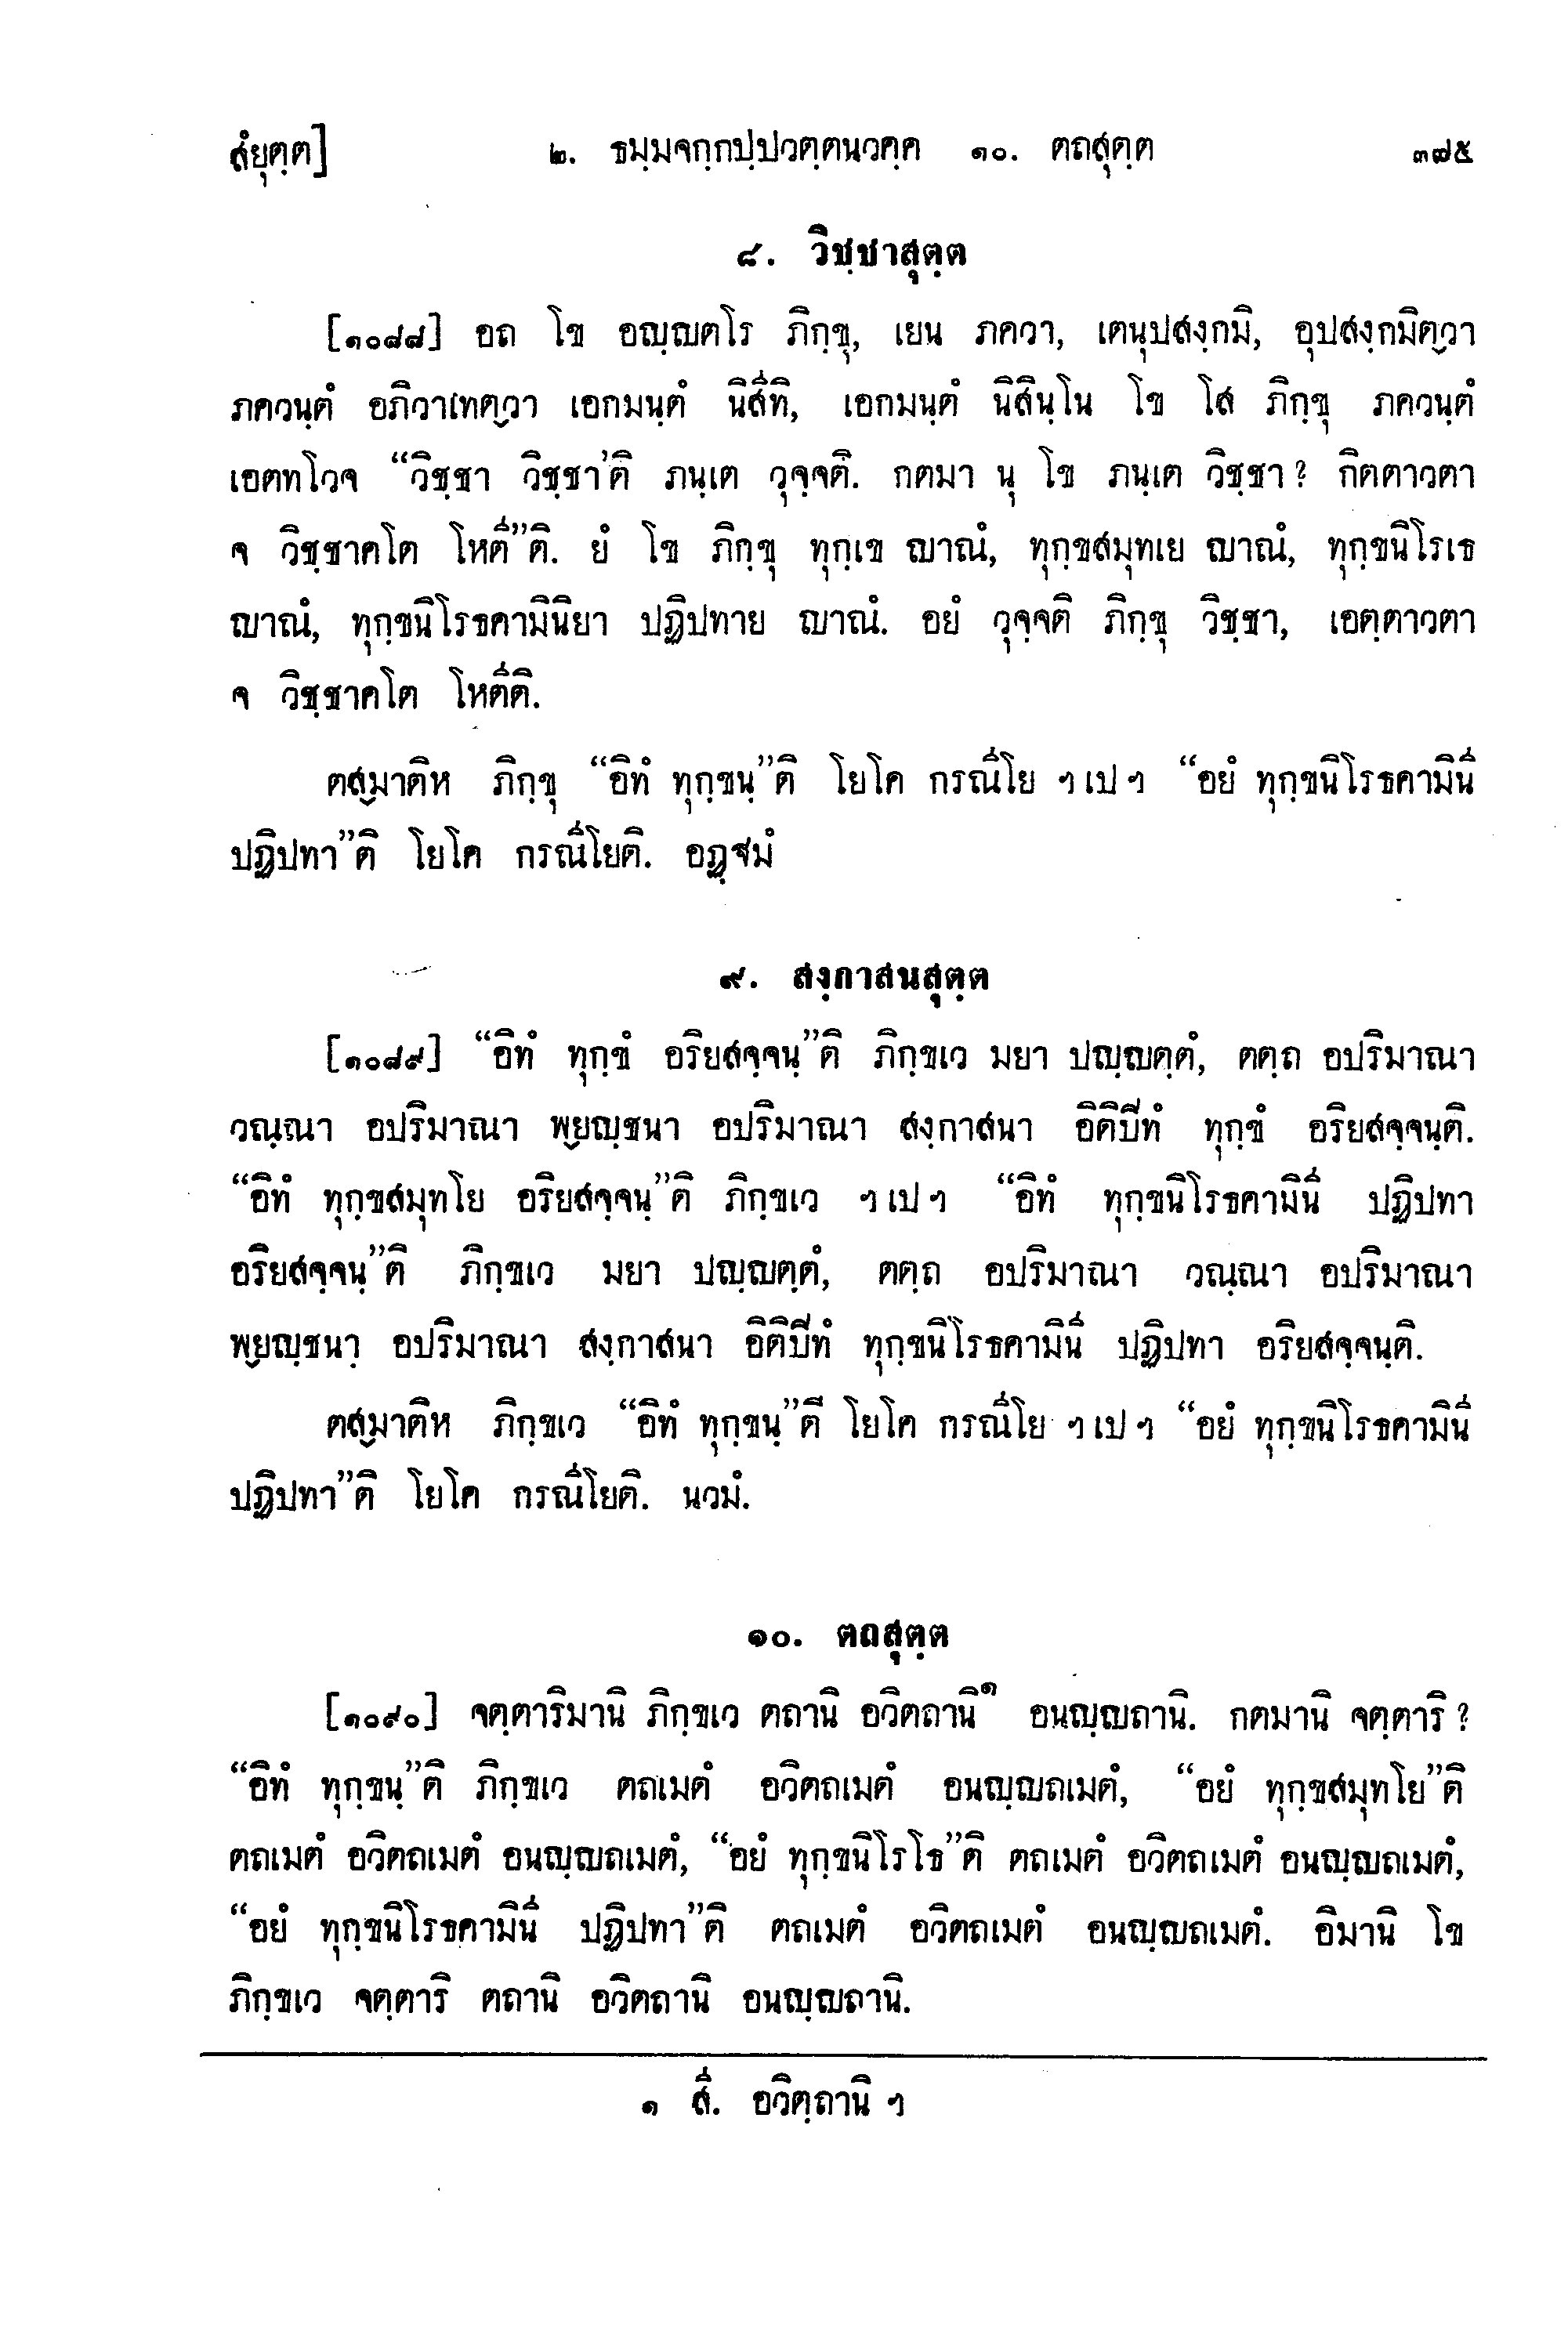 สํยุตฺต]	๒. ธมฺมจกฺกปฺปวตฺตนวคฺค ๑๐. ตถสุตฺต	๓๗๕
๘. วิชฺชาสุตฺต
[๑๐๘๘] อถ โข อญฺญตโร ภิกฺขุ, เยน ภควา, เตนุปสงฺกมิ, อุปสงฺกมิตฺวา
ภควนฺตํ อภิวาเทตฺวา เอกมนฺตํ นิสีทิ, เอกมนฺตํ นิสินฺโน โข โส ภิกฺขุ ภควนฺตํ
เอตทโวจ “วิชฺชา วิชฺชา’ติ ภนฺเต วุจฺจติ. กตมา นุ โข ภนฺเต วิชฺชา? กิตตาวตา
จ วิชฺชาคโต โหตี”ติ. ยํ โข ภิกฺขุ ทุกฺเข ญาณํ, ทุกฺขสมุทเย ญาณํ, ทุกฺขนิโรเธ
ญาณํ, ทุกฺขนิโรธคามินิยา ปฏิปทาย ญาณํ. อยํ วุจฺจติ ภิกฺขุ วิชฺชา, เอตฺตาวตา
จ วิชฺชาคโต โหตีติ.
ตสฺมาติห ภิกฺขุ “อิทํ ทุกฺขนฺ”ติ โยโค กรณีโย ฯเปฯ “อยํ ทุกฺขนิโรธคามินี
ปฏิปทา”ติ โยโค กรณีโยติ. อฏฺฐมํ
๙. สงฺกาสนสุตฺต
[๑๐๘๙] “อิทํ ทุกฺขํ อริยสจฺจนฺ”ติ ภิกฺขเว มยา ปญฺญตฺตํ, ตตฺถ อปริมาณา
วณฺณา อปริมาณา พฺยญฺชนา อปริมาณา สงฺกาสนา อิติปีทํ ทุกฺขํ อริยสจฺจนฺติ.
“อิทํ ทุกฺขสมุทโย อริยสจฺจนฺ”ติ ภิกฺขเว ฯเปฯ “อิทํ ทุกฺขนิโรธคามินี ปฏิปทา
อริยสจฺจนฺ”ติ ภิกฺขเว มยา ปญฺญตฺตํ, ตตฺถ อปริมาณา วณฺณา อปริมาณา
พฺยญฺชนา อปริมาณา สงฺกาสนา อิติปีทํ ทุกฺขนิโรธคามินี ปฏิปทา อริยสจฺจนฺติ.
ตสฺมาติห ภิกฺขเว “อิทํ ทุกฺขนฺ”ติ โยโค กรณีโย ฯเปฯ “อยํ ทุกฺขนิโรธคามินี
ปฏิปทา”ติ โยโค กรณีโยติ. นวมํ.
๑๐. ตถสุตฺต
[๑๐๙๐] จตฺตาริมานิ ภิกฺขเว ตถานิ อวิตถานิ๑ อนญฺญถานิ. กตมานิ จตฺตาริ?
“อิทํ ทุกฺขนฺ”ติ ภิกฺขเว ตถเมตํ อวิตถเมตํ อนญฺญถเมตํ, “อยํ ทุกฺขสมุทโย”ติ
ตถเมตํ อวิตถเมตํ อนญฺญถเมตํ, “อยํ ทุกฺขนิโรโธ”ติ ตถเมตํ อวิตถเมตํ อนญฺญถเมตํ,
“อยํ ทุกฺขนิโรธคามินี ปฏิปทา”ติ ตถเมตํ อวิตถเมตํ อนญฺญถเมตํ. อิมานิ โข
ภิกฺขเว จตฺตาริ ตถานิ อวิตถานิ อนญฺญถานิ.
๑ สี. อวิตฺถานิ ฯ